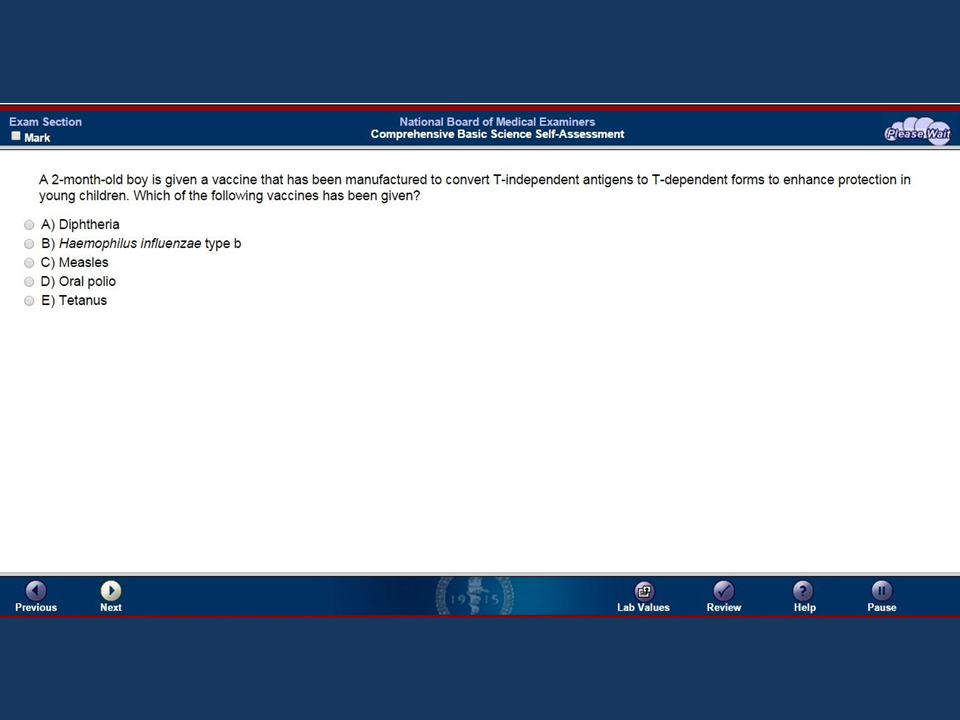 Exam Section
Mark
National Board of Medical Examiners
Comprehensive Basic Science Self-Assessment
Please Wait
A 2-month-old boy is given a vaccine that has been manufactured to convert T-independent antigens to T-dependent forms to enhance protection in
young children. Which of the following vaccines has been given?
A) Diphtheria
B) Haemophilus influenzae type b
C) Measles
D) Oral polio
E) Tetanus
1915
Previous
Next
Lab Values
Review
Help
Pause